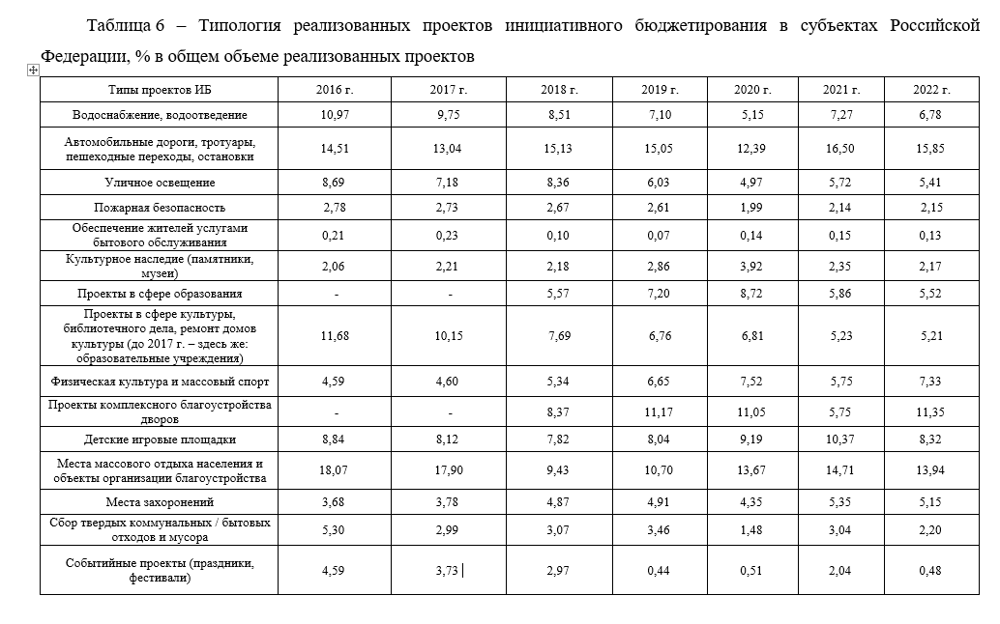 Таблица 6 – Типология реализованных проектов инициативного бюджетирования в субъектах Российской
Федерации, % в общем объеме реализованных проектов
Типы проектов ИБ 2016 г. 2017 г. 2018 г. 2019 г. 2020 г. 2021 г. 2022 г.
Водоснабжение, водоотведение 10,97 9,75 8,51 7,10 5,15 7,27 6,78
Автомобильные дороги, тротуары,
пешеходные переходы, остановки 14,51 13,04 15,13 15,05 12,39 16,50 15,85
Уличное освещение 8,69 7,18 8,36 6,03 4,97 5,72 5,41
Пожарная безопасность 2,78 2,73 2,67 2,61 1,99 2,14 2,15
Обеспечение жителей услугами
бытового обслуживания 0,21 0,23 0,10 0,07 0,14 0,15 0,13
Культурное наследие (памятники,
музеи) 2,06 2,21 2,18 2,86 3,92 2,35 2,17
Проекты в сфере образования - - 5,57 7,20 8,72 5,86 5,52
Проекты в сфере культуры,
библиотечного дела, ремонт домов
культуры (до 2017 г. – здесь же:
образовательные учреждения) 11,68 10,15 7,69 6,76 6,81 5,23 5,21
Физическая культура и массовый спорт 4,59 4,60 5,34 6,65 7,52 5,75 7,33
Проекты комплексного благоустройства
дворов - - 8,37 11,17 11,05 5,75 11,35
Детские игровые площадки 8,84 8,12 7,82 8,04 9,19 10,37 8,32
Места массового отдыха населения и
объекты организации благоустройства 18,07 17,90 9,43 10,70 13,67 14,71 13,94
Места захоронений 3,68 3,78 4,87 4,91 4,35 5,35 5,15
Сбор твердых коммунальных / бытовых
отходов и мусора 5,30 2,99 3,07 3,46 1,48 3,04 2,20
Событийные проекты (праздники,
фестивали) 4,59 3,73 2,97 0,44 0,51 2,04 0,48